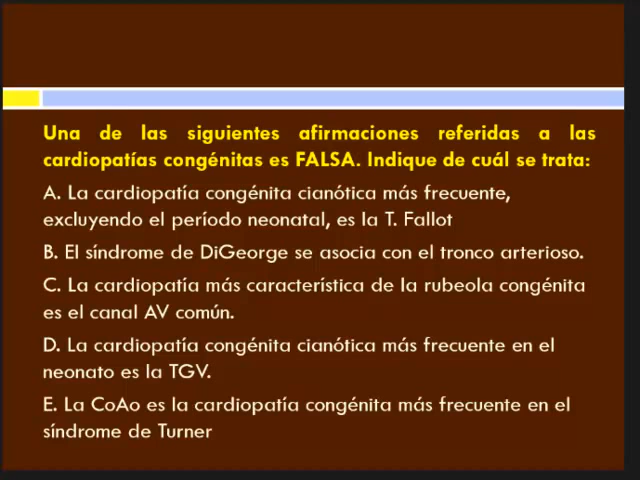 Una de las siguientes afirmaciones referidas a las
cardiopatías congénitas es FALSA. Indique de cuál se trata:
A. La cardiopatía congénita cianótica más frecuente,
excluyendo el período neonatal, es la T. Fallot
B. El síndrome de DiGeorge se asocia con el tronco arterioso.
C. La cardiopatía más característica de la rubeola congénita
es el canal AV común.
D. La cardiopatía congénita cianótica más frecuente en el
neonato es la TGV.
E. La CoAo es la cardiopatía congénita más frecuente en el
síndrome de Turner